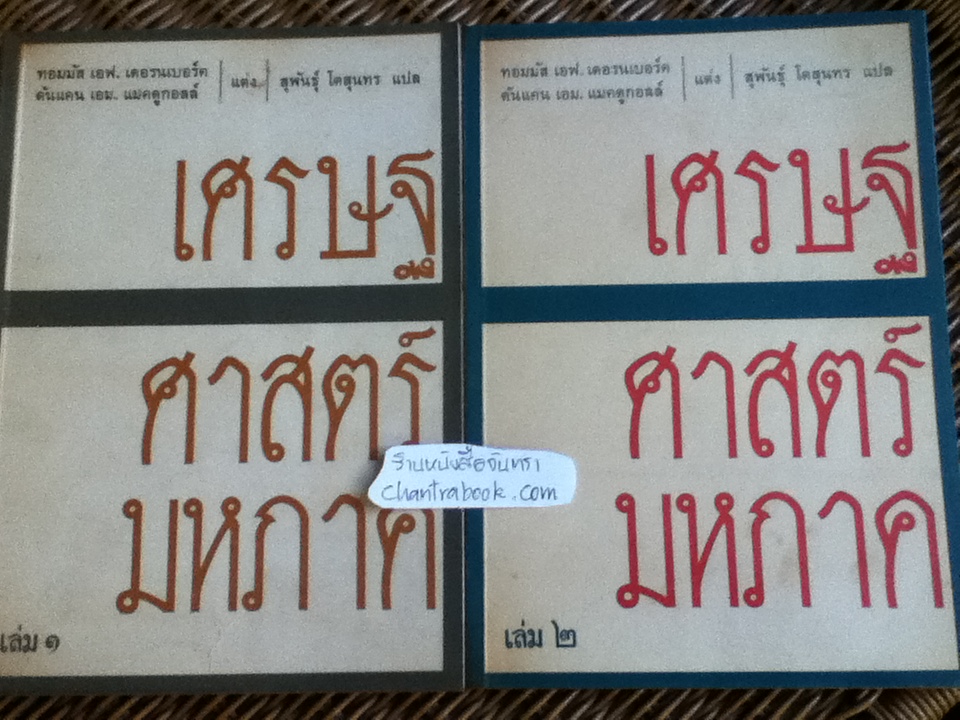 ทอมมัส เอฟ. เดอรนเบอร์ค
ดันแคน เอม. แมคดูกอลล์
แต่ง
สุพันธุ์ โตสุนทร แปล
เศรษฐ
ศาสตร์
มหภาค
เล่ม ๑
ทอมมัส เอฟ. เดอรนเบอร์ค
ดันแคน เอม. แมคดูกอลล์
แต่ง
สุพันธุ์ โตสุนทร แปล
เศรษฐ
ศาสตร์
มหภาค
เล่ม ๒
ร้านหนังสือจันทรา
chantrabook.com